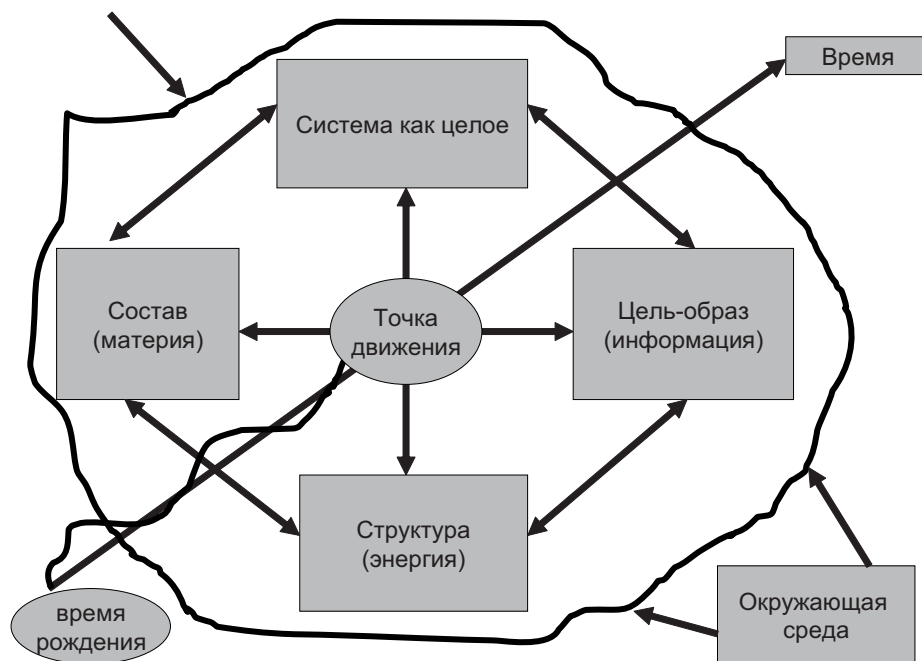 Время
Система как целое
Состав
(материя)
Точка
движения
Цель-образ
(информация)
Структура
(энергия)
время
рождения
Окружающая
среда